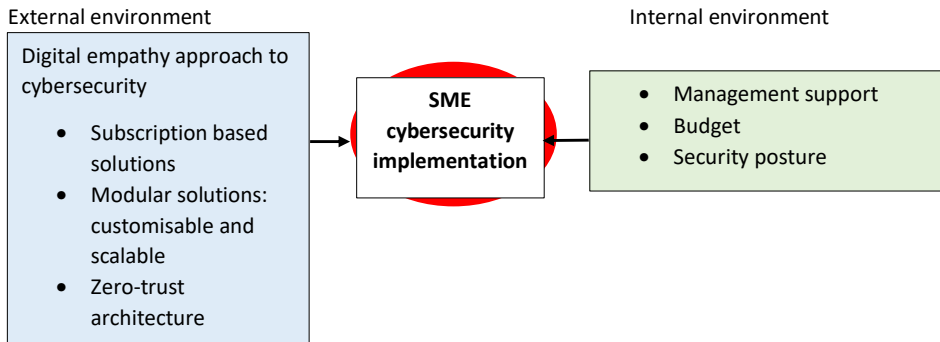 External environment
Digital empathy approach to
cybersecurity
• Subscription based
solutions
• Modular solutions:
customisable and
scalable
• Zero-trust
architecture
SME
cybersecurity
implementation
Internal environment
• Management support
• Budget
• Security posture